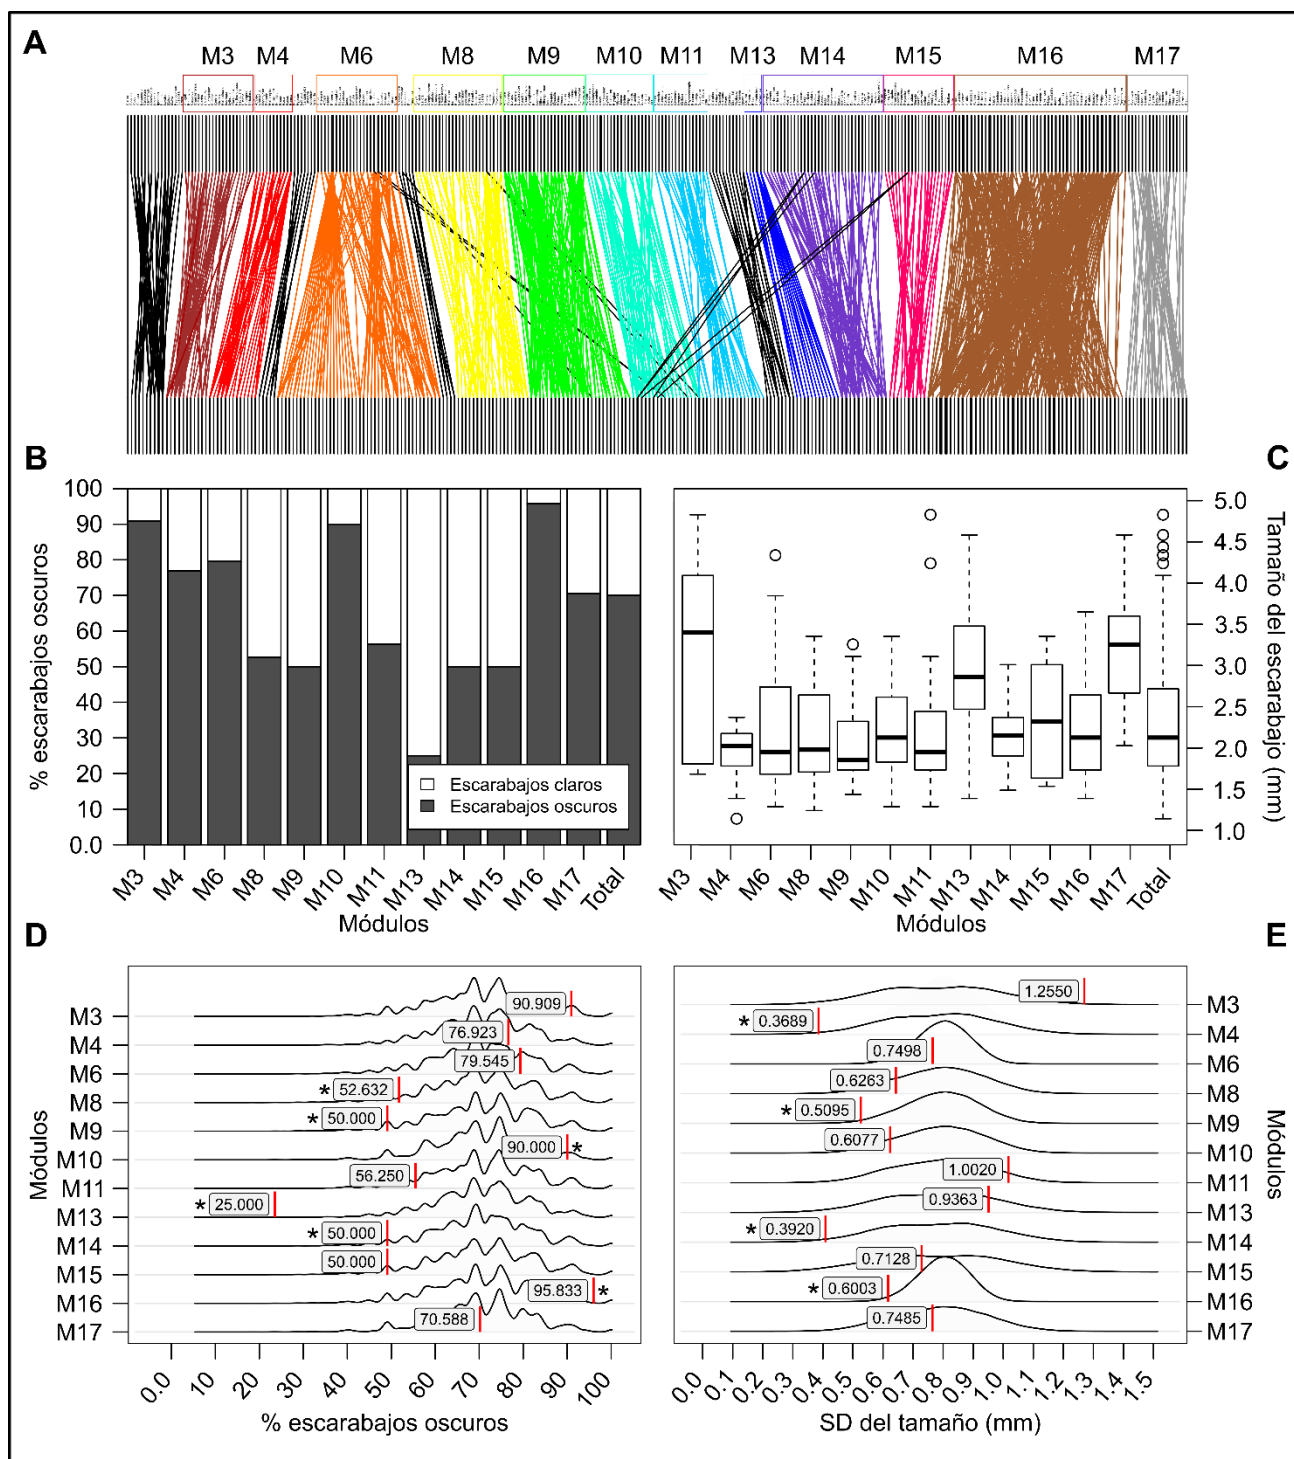 A
M3 M4 M6 M8 M9 M10 M11 M13 M14 M15 M16 M17
B
% escarabajos oscuros
100
90
80
70
60
50
40
30
20
10
0.0
Escarabajos claros
Escarabajos oscuros
M3 M4 M6 M8 M9 M10 M11 M13 M14 M15 M16 M17 Total
Módulos
C
Tamaño del escarabajo (mm)
5.0
4.5
4.0
3.5
3.0
2.5
2.0
1.5
1.0
M3 M4 M6 M8 M9 M10 M11 M13 M14 M15 M16 M17 Total
Módulos
D
Módulos
M3 90.909
M4 76.923
M6 79.545
M8 * 52.632
M9 * 50.000
M10 90.000 *
M11 56.250
M13 * 25.000
M14 * 50.000
M15 50.000
M16 95.833 *
M17 70.588
0.0 10 20 30 40 50 60 70 80 90 100
% escarabajos oscuros
E
1.2550 M3
* 0.3689 M4
0.7498 M6
0.6263 M8
* 0.5095 M9
0.6077 M10
1.0020 M11
0.9363 M13
* 0.3920 M14
0.7128 M15
* 0.6003 M16
0.7485 M17
Módulos
0.0 0.1 0.2 0.3 0.4 0.5 0.6 0.7 0.8 0.9 1.0 1.1 1.2 1.3 1.4 1.5
SD del tamaño (mm)